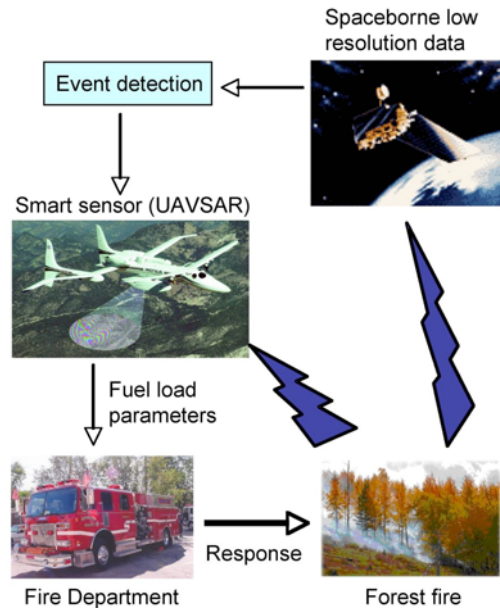 Spaceborne low
resolution data
Event detection
Smart sensor (UAVSAR)
Fuel load
parameters
Response
Fire Department
Forest fire